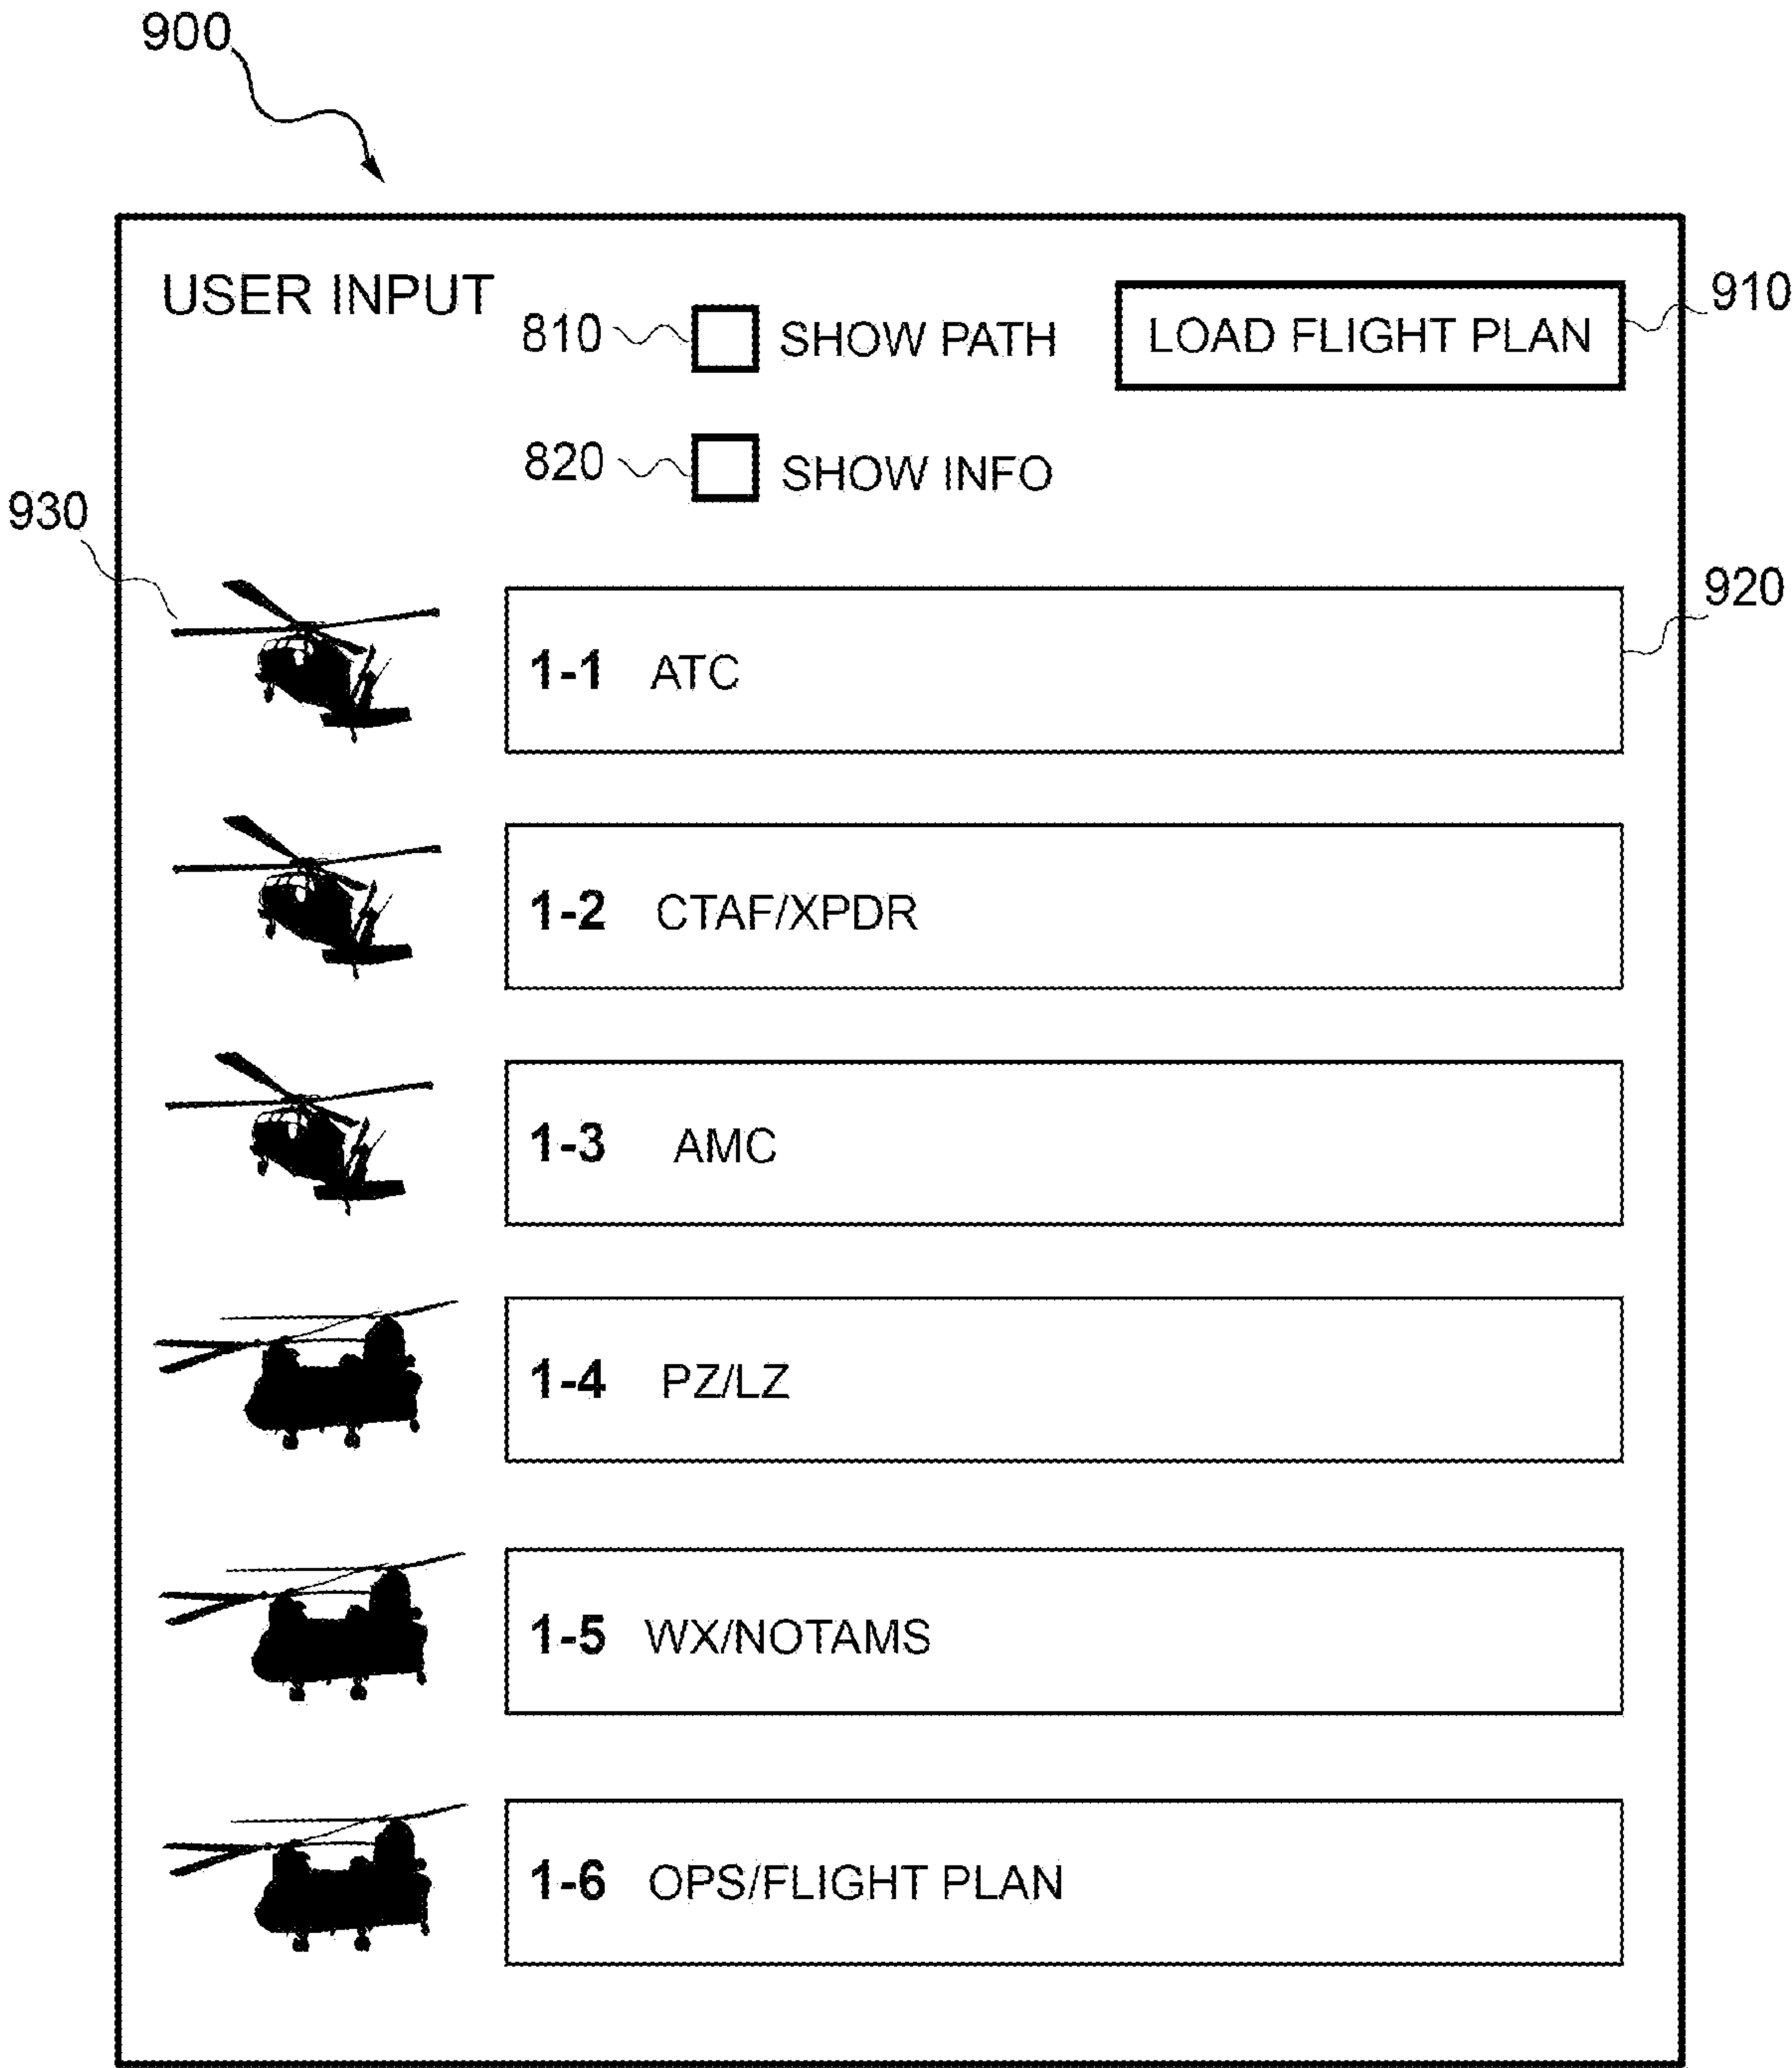 900
USER INPUT
810 SHOW PATH
LOAD FLIGHT PLAN 910
820 SHOW INFO
930
920
1-1 ATC
1-2 CTAF/XPDR
1-3 AMC
1-4 PZ/LZ
1-5 WX/NOTAMS
1-6 OPS/FLIGHT PLAN